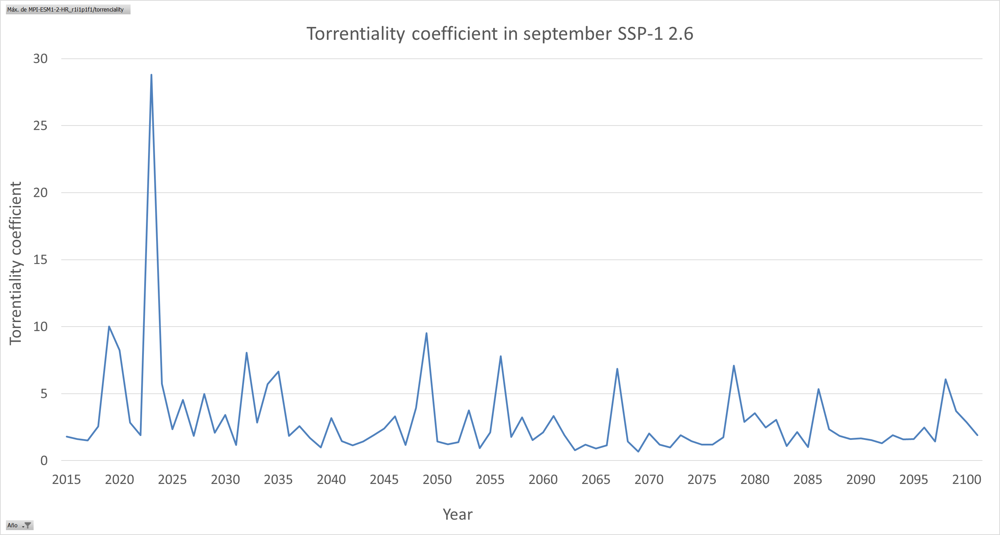 Máx. de MPI-ESM1-2-HR_r1i1p1f1/torrenciality
Torrentiality coefficient in september SSP-1 2.6
30
25
20
15
10
5
0
Torrentiality coefficient
2015 2020 2025 2030 2035 2040 2045 2050 2055 2060 2065 2070 2075 2080 2085 2090 2095 2100
Year
Año